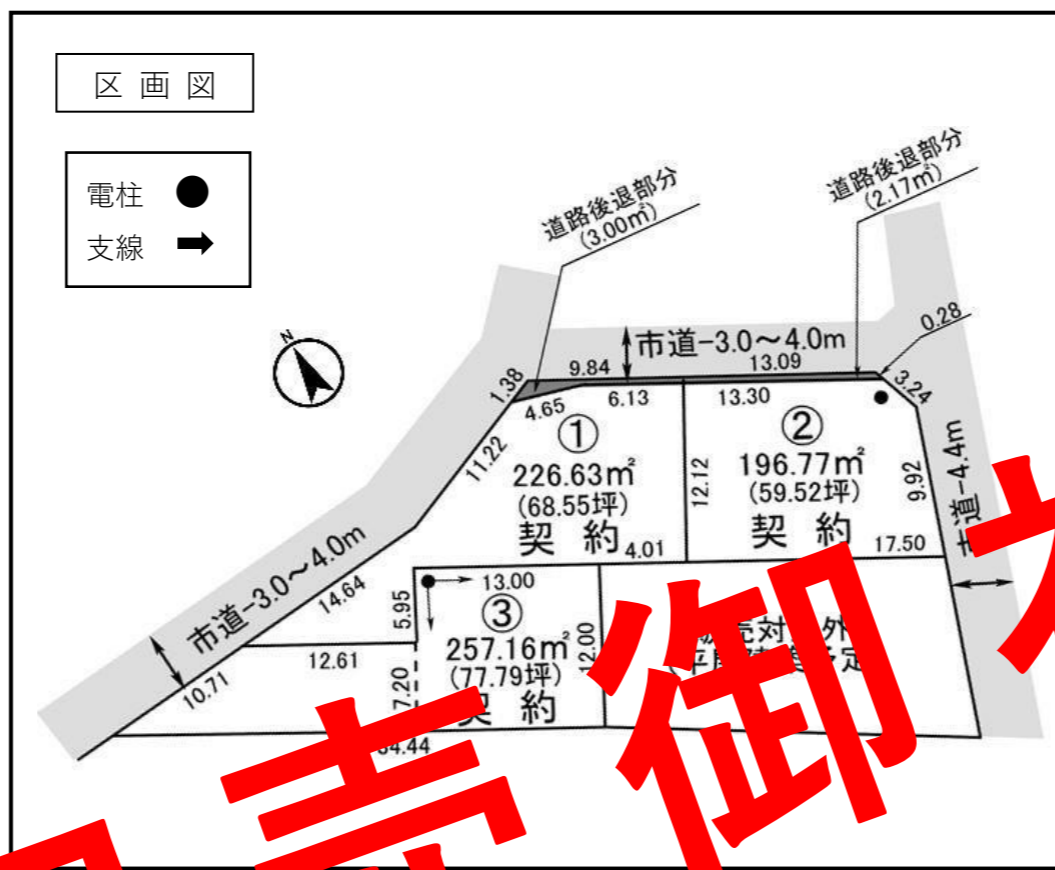 区画図
電柱
支線
N
道路後退部分
(3.00㎡)
道路後退部分
(2.17㎡)
0.28
市道-3.0～4.0m
9.84
13.09
3.24
1.38
4.65
6.13
13.30
①
226.63㎡
(68.55坪)
契約
②
196.77㎡
(59.52坪)
契約
11.22
12.12
9.92
市道-4.4m
4.01
17.50
市道-3.0～4.0m
14.64
10.71
5.95
13.00
③
257.16㎡
(77.79坪)
契約
12.00
12.61
7.20
売御